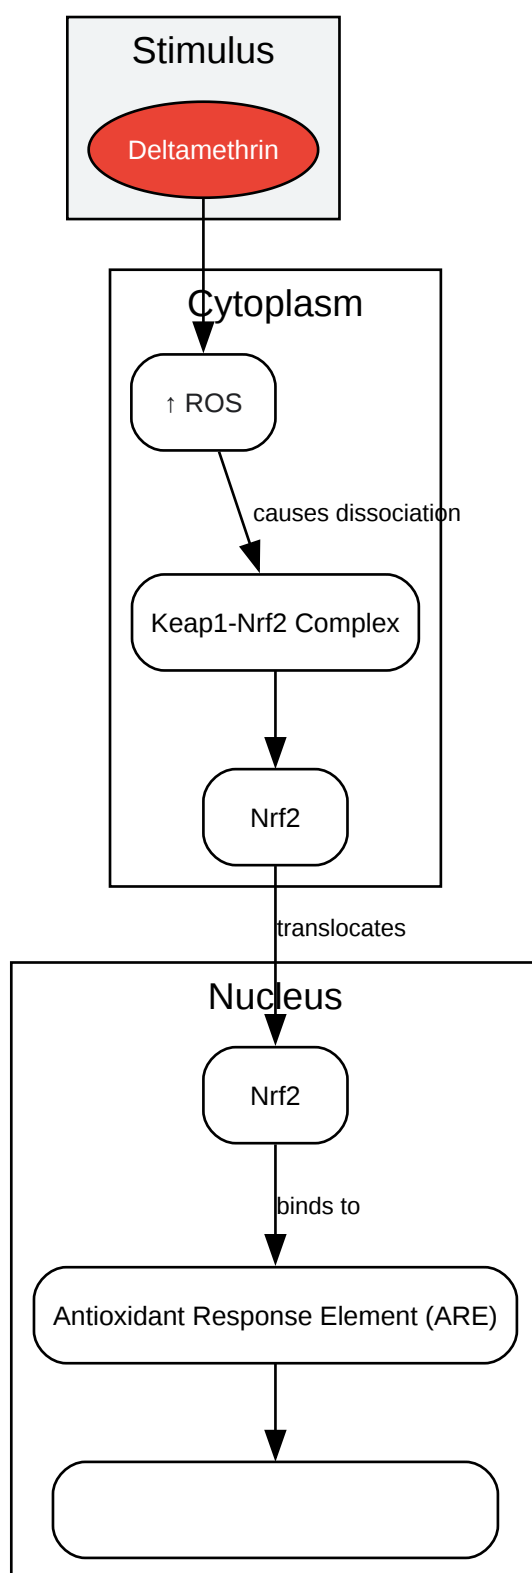 Stimulus
Deltamethrin
Cytoplasm
↑ ROS
causes dissociation
Keap1-Nrf2 Complex
Nrf2
translocates
Nucleus
Nrf2
binds to
Antioxidant Response Element (ARE)